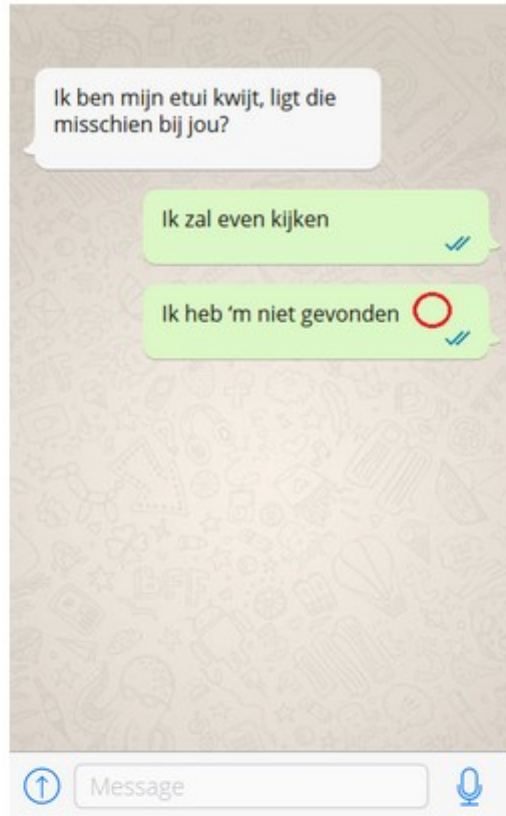 Ik ben mijn etui kwijt, ligt die
misschien bij jou?
Ik zal even kijken
Ik heb ‘m niet gevonden
BFF
Message